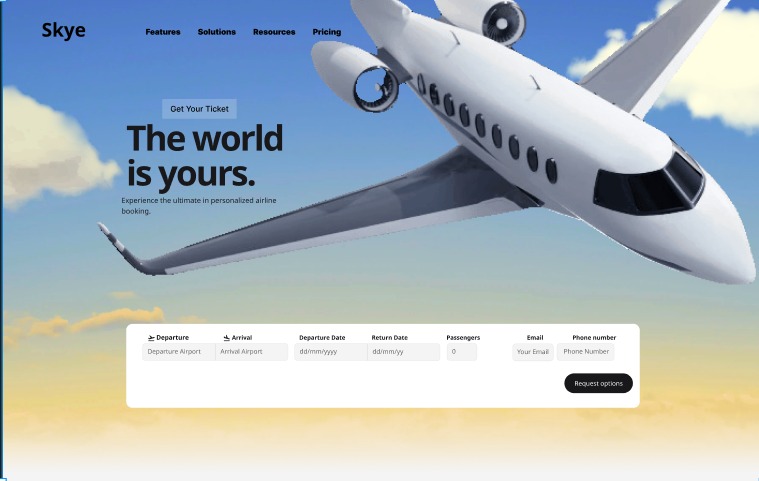 Skye
Features Solutions Resources Pricing
Get Your Ticket
The world
is yours.
Experience the ultimate in personalized airline
booking.
Departure Arrival Departure Date Return Date Passengers Email Phone number
Departure Airport Arrival Airport dd/mm/yyyy dd/mm/yy 0 Your Email Phone Number
Request options